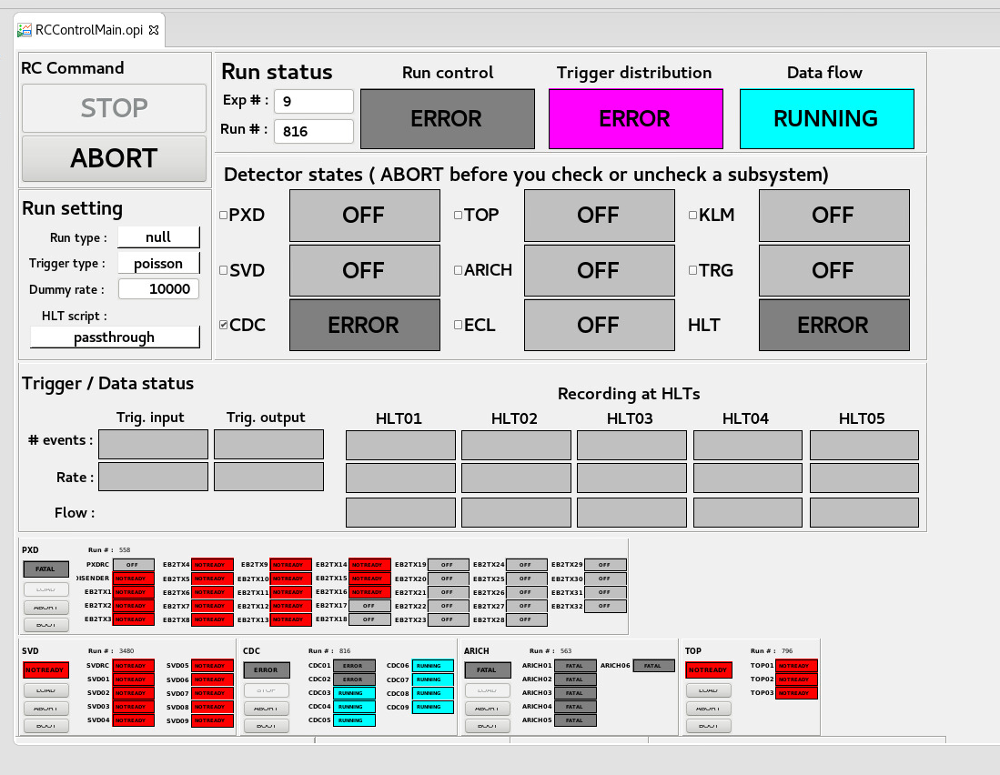 RCControlMain.opi
RC Command
STOP
ABORT
Run status
Run control
Trigger distribution
Data flow
Exp # : 9
Run # : 816
ERROR
ERROR
RUNNING
Run setting
Run type : null
Trigger type : poisson
Dummy rate : 10000
HLT script :
passthrough
Detector states ( ABORT before you check or uncheck a subsystem)
PXD OFF TOP OFF KLM OFF
SVD OFF ARICH OFF TRG OFF
CDC ERROR ECL OFF HLT ERROR
Trigger / Data status
Recording at HLTs
Trig. input Trig. output HLT01 HLT02 HLT03 HLT04 HLT05
# events :
Rate :
Flow :
PXD Run # : 558
FATAL
LOAD
ABORT
BOOT
PXDRC OFF EB2TX4 NOTREADY EB2TX9 NOTREADY EB2TX14 NOTREADY EB2TX19 OFF EB2TX24 OFF EB2TX29 OFF
ISENDER NOTREADY EB2TX5 NOTREADY EB2TX10 NOTREADY EB2TX15 NOTREADY EB2TX20 OFF EB2TX25 OFF EB2TX30 OFF
EB2TX1 NOTREADY EB2TX6 NOTREADY EB2TX11 NOTREADY EB2TX16 NOTREADY EB2TX21 OFF EB2TX26 OFF EB2TX31 OFF
EB2TX2 NOTREADY EB2TX7 NOTREADY EB2TX12 NOTREADY EB2TX17 OFF EB2TX22 OFF EB2TX27 OFF EB2TX32 OFF
EB2TX3 NOTREADY EB2TX8 NOTREADY EB2TX13 NOTREADY EB2TX18 OFF EB2TX23 OFF EB2TX28 OFF
SVD Run # : 3480
NOTREADY
LOAD
ABORT
BOOT
SVDRC NOTREADY SVD05 NOTREADY
SVD01 NOTREADY SVD06 NOTREADY
SVD02 NOTREADY SVD07 NOTREADY
SVD03 NOTREADY SVD08 NOTREADY
SVD04 NOTREADY SVD09 NOTREADY
CDC Run # : 816
ERROR
STOP
ABORT
BOOT
CDC01 ERROR CDC06 RUNNING
CDC02 ERROR CDC07 RUNNING
CDC03 RUNNING CDC08 RUNNING
CDC04 RUNNING CDC09 RUNNING
CDC05 RUNNING
ARICH Run # : 563
FATAL
LOAD
ABORT
BOOT
ARICH01 FATAL ARICH06 FATAL
ARICH02 FATAL
ARICH03 FATAL
ARICH04 FATAL
ARICH05 FATAL
TOP Run # : 796
NOTREADY
LOAD
ABORT
BOOT
TOP01 NOTREADY
TOP02 NOTREADY
TOP03 NOTREADY